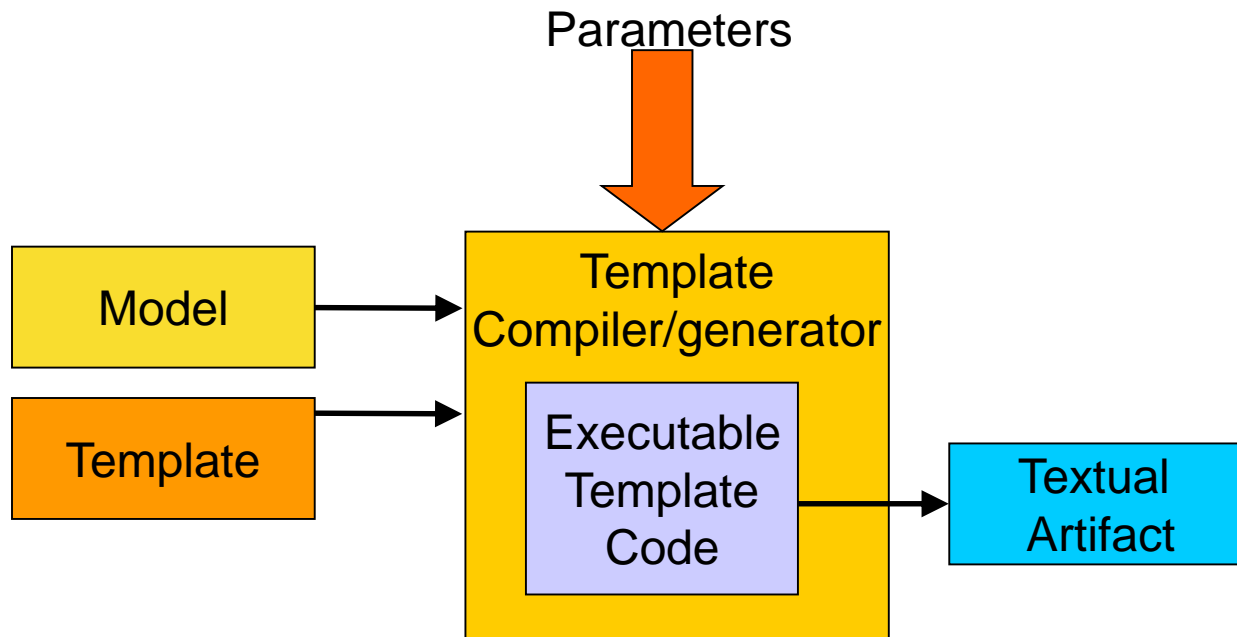 Parameters
Model
Template
Template
Compiler/generator
Executable
Template
Code
Textual
Artifact